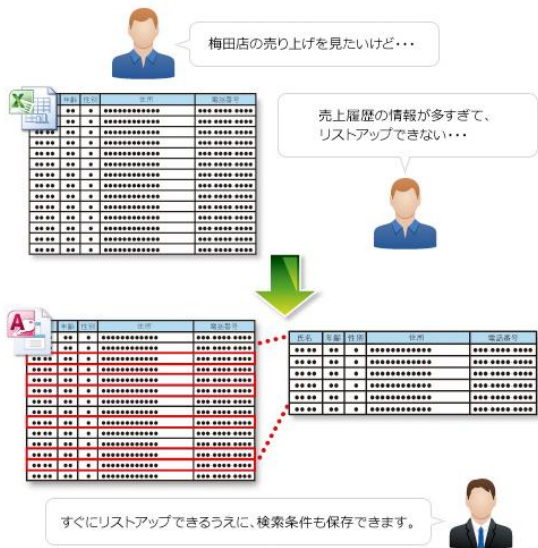 梅田店の売り上げを見たいけど・・・
年齢 性別 住所 電話番号
売上履歴の情報が多すぎて、
リストアップできない・・・
年齢 性別 住所 電話番号
氏名 年齢 性別 住所 電話番号
すぐにリストアップできるうえに、検索条件も保存できます。